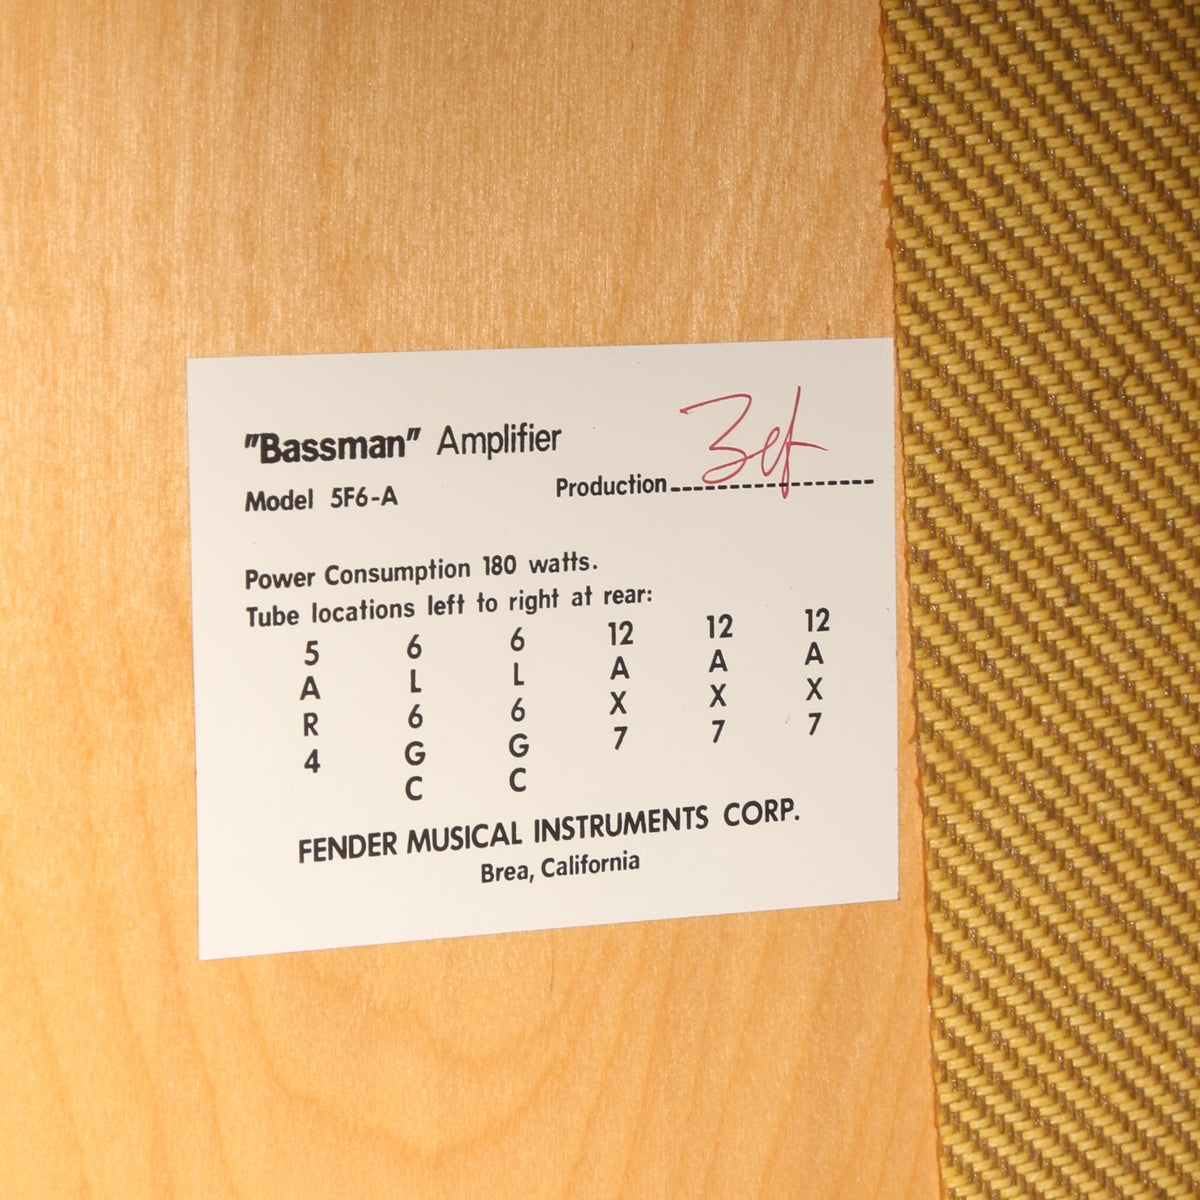 "Bassman" Amplifier
Model 5F6-A
Production
Power Consumption 180 watts.
Tube locations left to right at rear:
5 6 6 12 12 12
A L L A A A
R 6 6 X X X
4 G G 7 7 7
C C
FENDER MUSICAL INSTRUMENTS CORP.
Brea, California